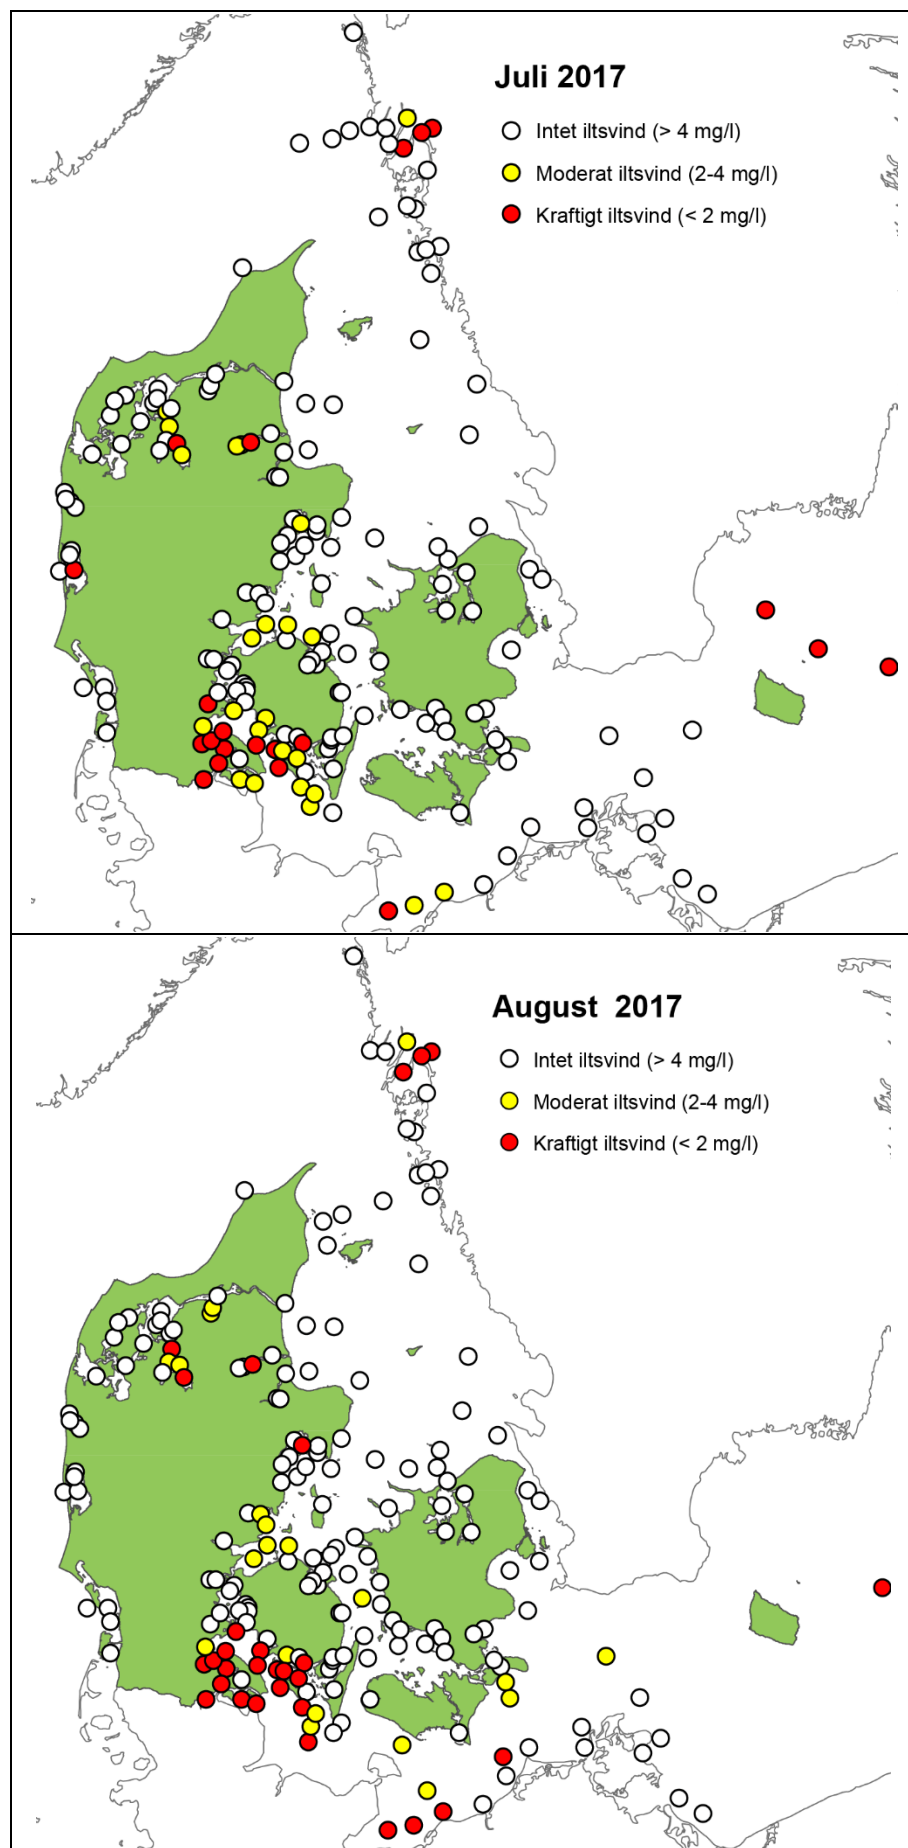 Juli 2017
Intet iltsvind (> 4 mg/l)
Moderat iltsvind (2-4 mg/l)
Kraftigt iltsvind (< 2 mg/l)
August 2017
Intet iltsvind (> 4 mg/l)
Moderat iltsvind (2-4 mg/l)
Kraftigt iltsvind (< 2 mg/l)